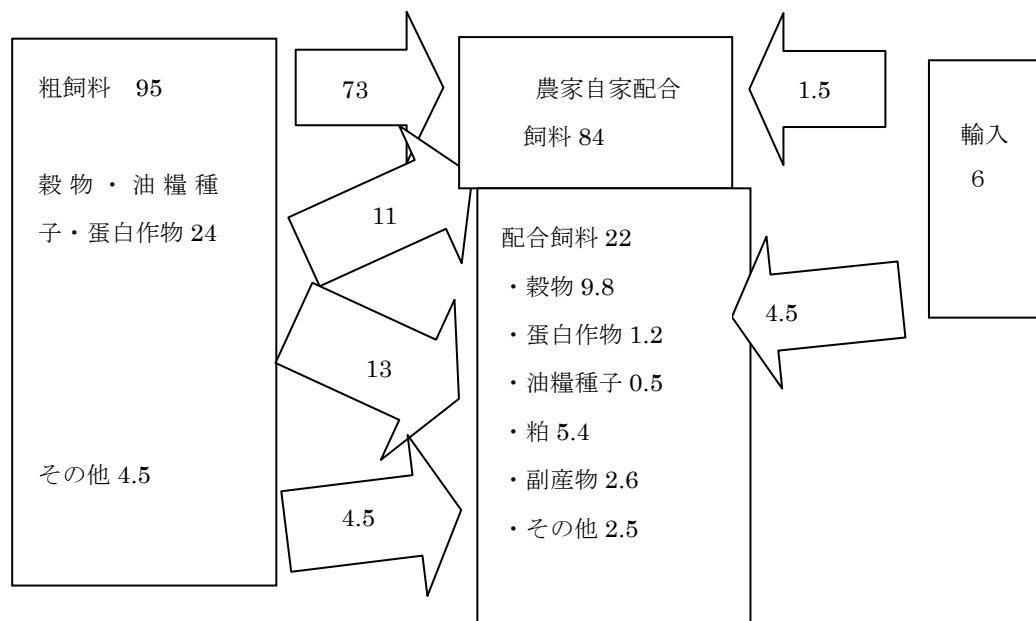 粗飼料 95
穀物・油糧種
子・蛋白作物 24
その他 4.5
73
11
13
4.5
農家自家配合
飼料 84
配合飼料 22
・穀物 9.8
・蛋白作物 1.2
・油糧種子 0.5
・粕 5.4
・副産物 2.6
・その他 2.5
1.5
4.5
輸入
６